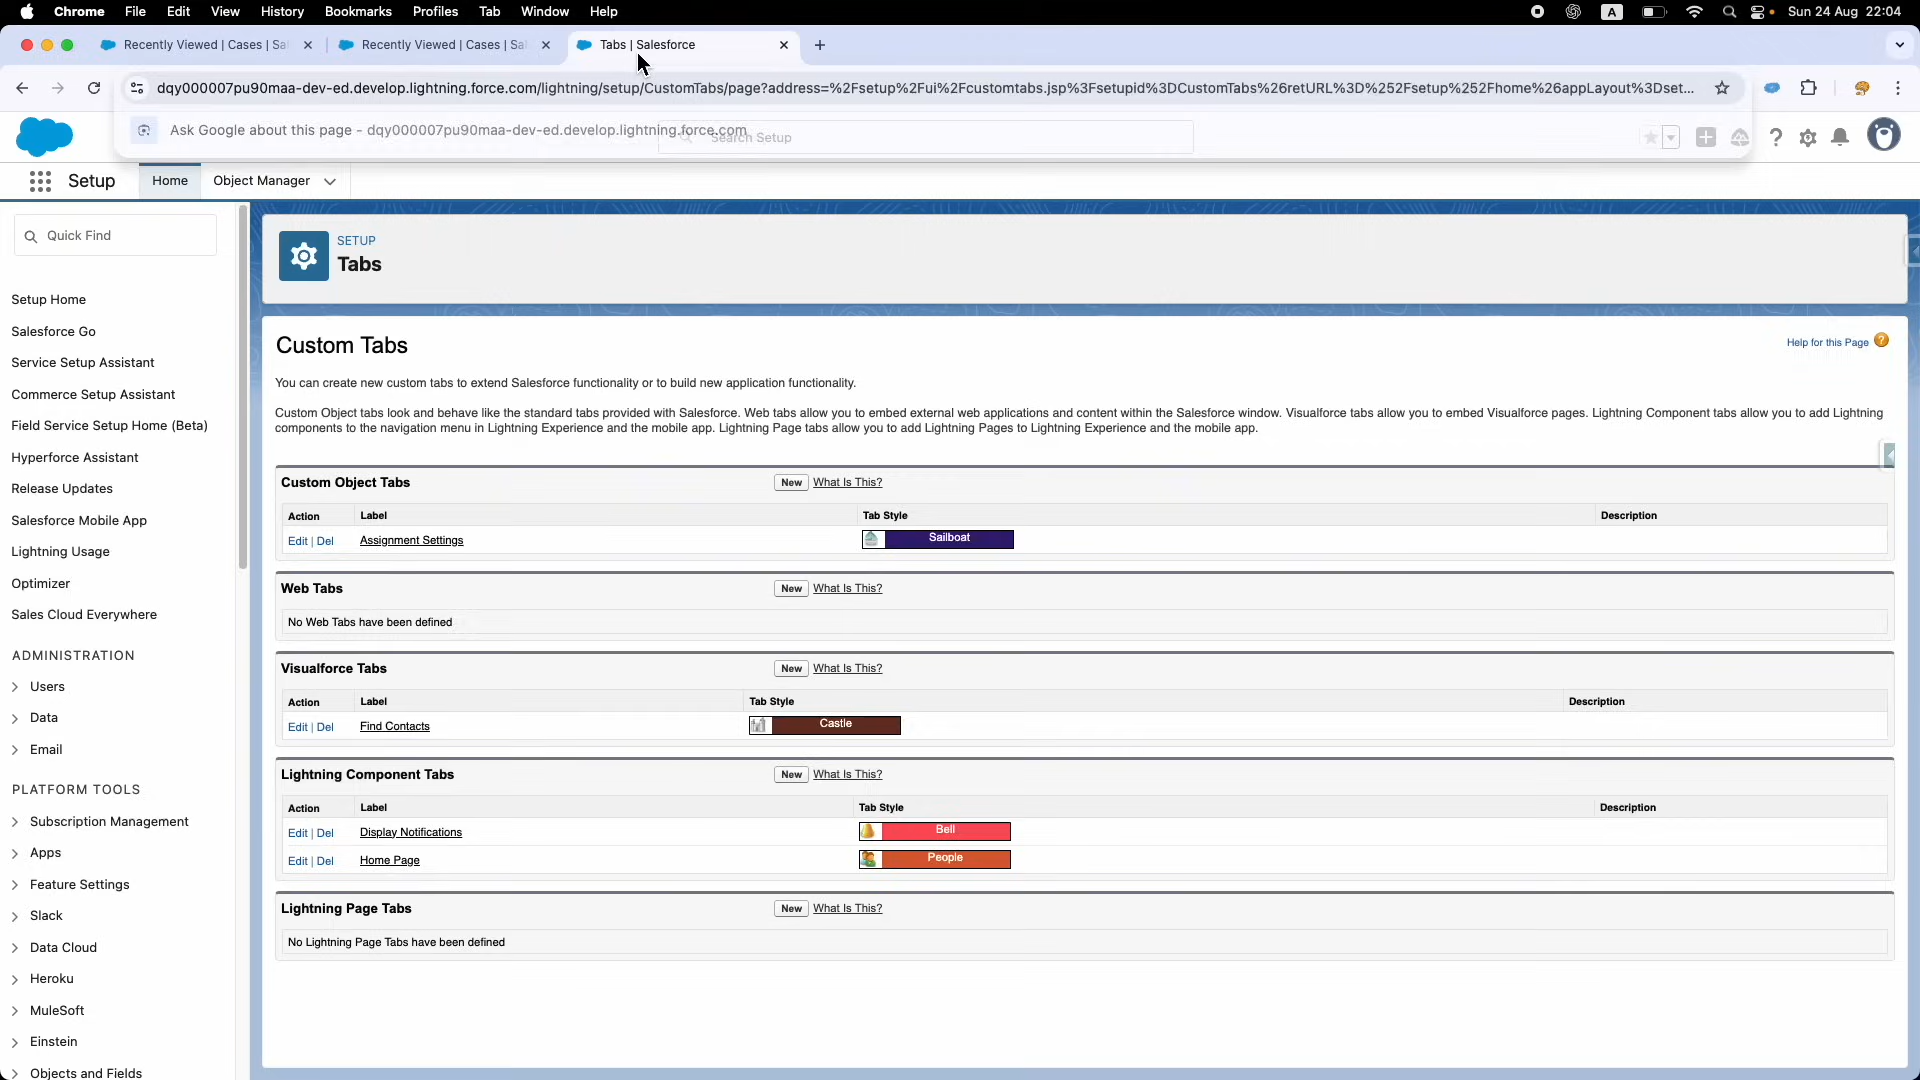 Chrome File Edit View History Bookmarks Profiles Tab Window Help
A Sun 24 Aug 22:04
Recently Viewed | Cases | Sa
Recently Viewed | Cases | Sa
Tabs | Salesforce
dqy000007pu90maa-dev-ed.develop.lightning.force.com/lightning/setup/CustomTabs/page?address=%2Fsetup%2Fui%2Fcustomtabs.jsp%3Fsetupid%3DCustomTabs%26retURL%3D%252Fsetup%252Fhome%26appLayout%3Dset...
Ask Google about this page - dqy000007pu90maa-dev-ed.develop.lightning.force.com
Search Setup
Setup
Home
Object Manager
Quick Find
Setup Home
Salesforce Go
Service Setup Assistant
Commerce Setup Assistant
Field Service Setup Home (Beta)
Hyperforce Assistant
Release Updates
Salesforce Mobile App
Lightning Usage
Optimizer
Sales Cloud Everywhere
ADMINISTRATION
Users
Data
Email
PLATFORM TOOLS
Subscription Management
Apps
Feature Settings
Slack
Data Cloud
Heroku
MuleSoft
Einstein
Objects and Fields
SETUP
Tabs
Custom Tabs
Help for this Page ?
You can create new custom tabs to extend Salesforce functionality or to build new application functionality.
Custom Object tabs look and behave like the standard tabs provided with Salesforce. Web tabs allow you to embed external web applications and content within the Salesforce window. Visualforce tabs allow you to embed Visualforce pages. Lightning Component tabs allow you to add Lightning
components to the navigation menu in Lightning Experience and the mobile app. Lightning Page tabs allow you to add Lightning Pages to Lightning Experience and the mobile app.
Custom Object Tabs New What Is This?
Action Label Tab Style Description
Edit | Del Assignment Settings Sailboat
Web Tabs New What Is This?
No Web Tabs have been defined
Visualforce Tabs New What Is This?
Action Label Tab Style Description
Edit | Del Find Contacts Castle
Lightning Component Tabs New What Is This?
Action Label Tab Style Description
Edit | Del Display Notifications Bell
Edit | Del Home Page People
Lightning Page Tabs New What Is This?
No Lightning Page Tabs have been defined